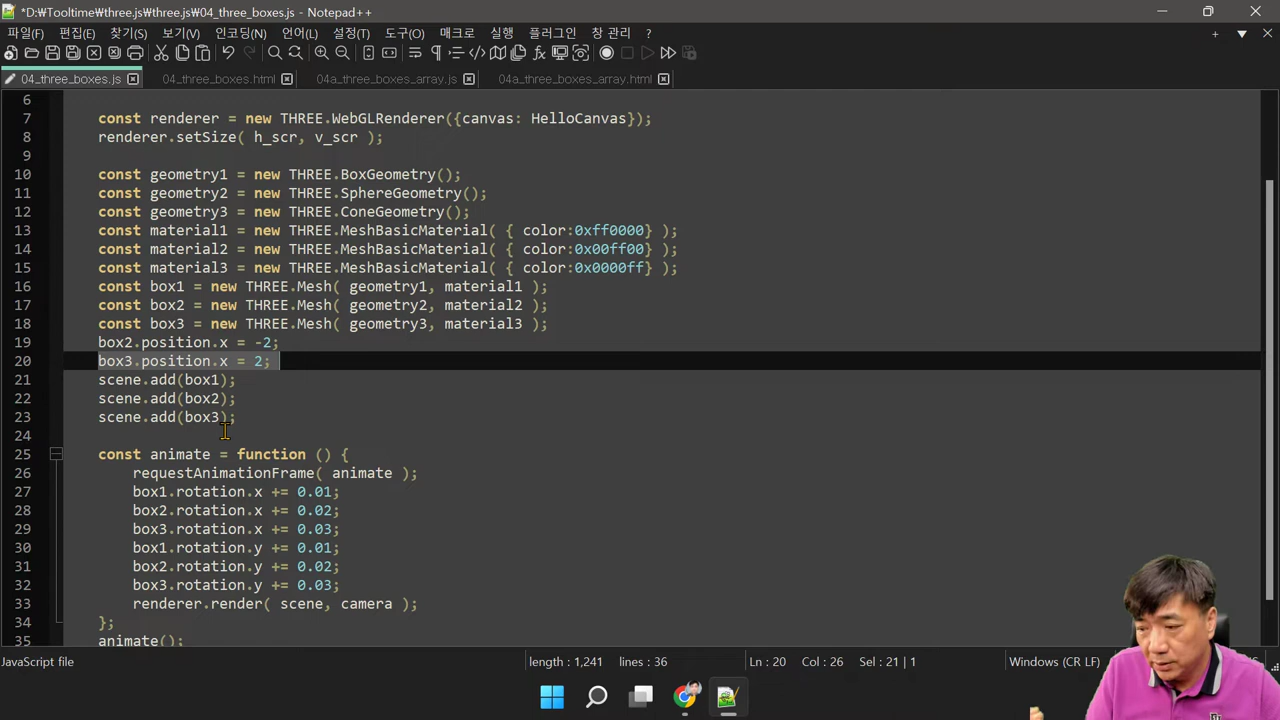 *D:₩Tooltime₩three.js₩three.js₩04_three_boxes.js - Notepad++
파일(F) 편집(E) 찾기(S) 보기(V) 인코딩(N) 언어(L) 설정(T) 도구(O) 매크로 실행 플러그인 창 관리 ?
04_three_boxes.js 04_three_boxes.html 04a_three_boxes_array.js 04a_three_boxes_array.html
6
7 const renderer = new THREE.WebGLRenderer({canvas: HelloCanvas});
8 renderer.setSize( h_scr, v_scr );
9
10 const geometry1 = new THREE.BoxGeometry();
11 const geometry2 = new THREE.SphereGeometry();
12 const geometry3 = new THREE.ConeGeometry();
13 const material1 = new THREE.MeshBasicMaterial( { color:0xff0000} );
14 const material2 = new THREE.MeshBasicMaterial( { color:0x00ff00} );
15 const material3 = new THREE.MeshBasicMaterial( { color:0x0000ff} );
16 const box1 = new THREE.Mesh( geometry1, material1 );
17 const box2 = new THREE.Mesh( geometry2, material2 );
18 const box3 = new THREE.Mesh( geometry3, material3 );
19 box2.position.x = -2;
20 box3.position.x = 2;
21 scene.add(box1);
22 scene.add(box2);
23 scene.add(box3);
24
25 const animate = function () {
26 requestAnimationFrame( animate );
27 box1.rotation.x += 0.01;
28 box2.rotation.x += 0.02;
29 box3.rotation.x += 0.03;
30 box1.rotation.y += 0.01;
31 box2.rotation.y += 0.02;
32 box3.rotation.y += 0.03;
33 renderer.render( scene, camera );
34 };
35 animate();
JavaScript file length : 1,241 lines : 36 Ln : 20 Col : 26 Sel : 21 | 1 Windows (CR LF)